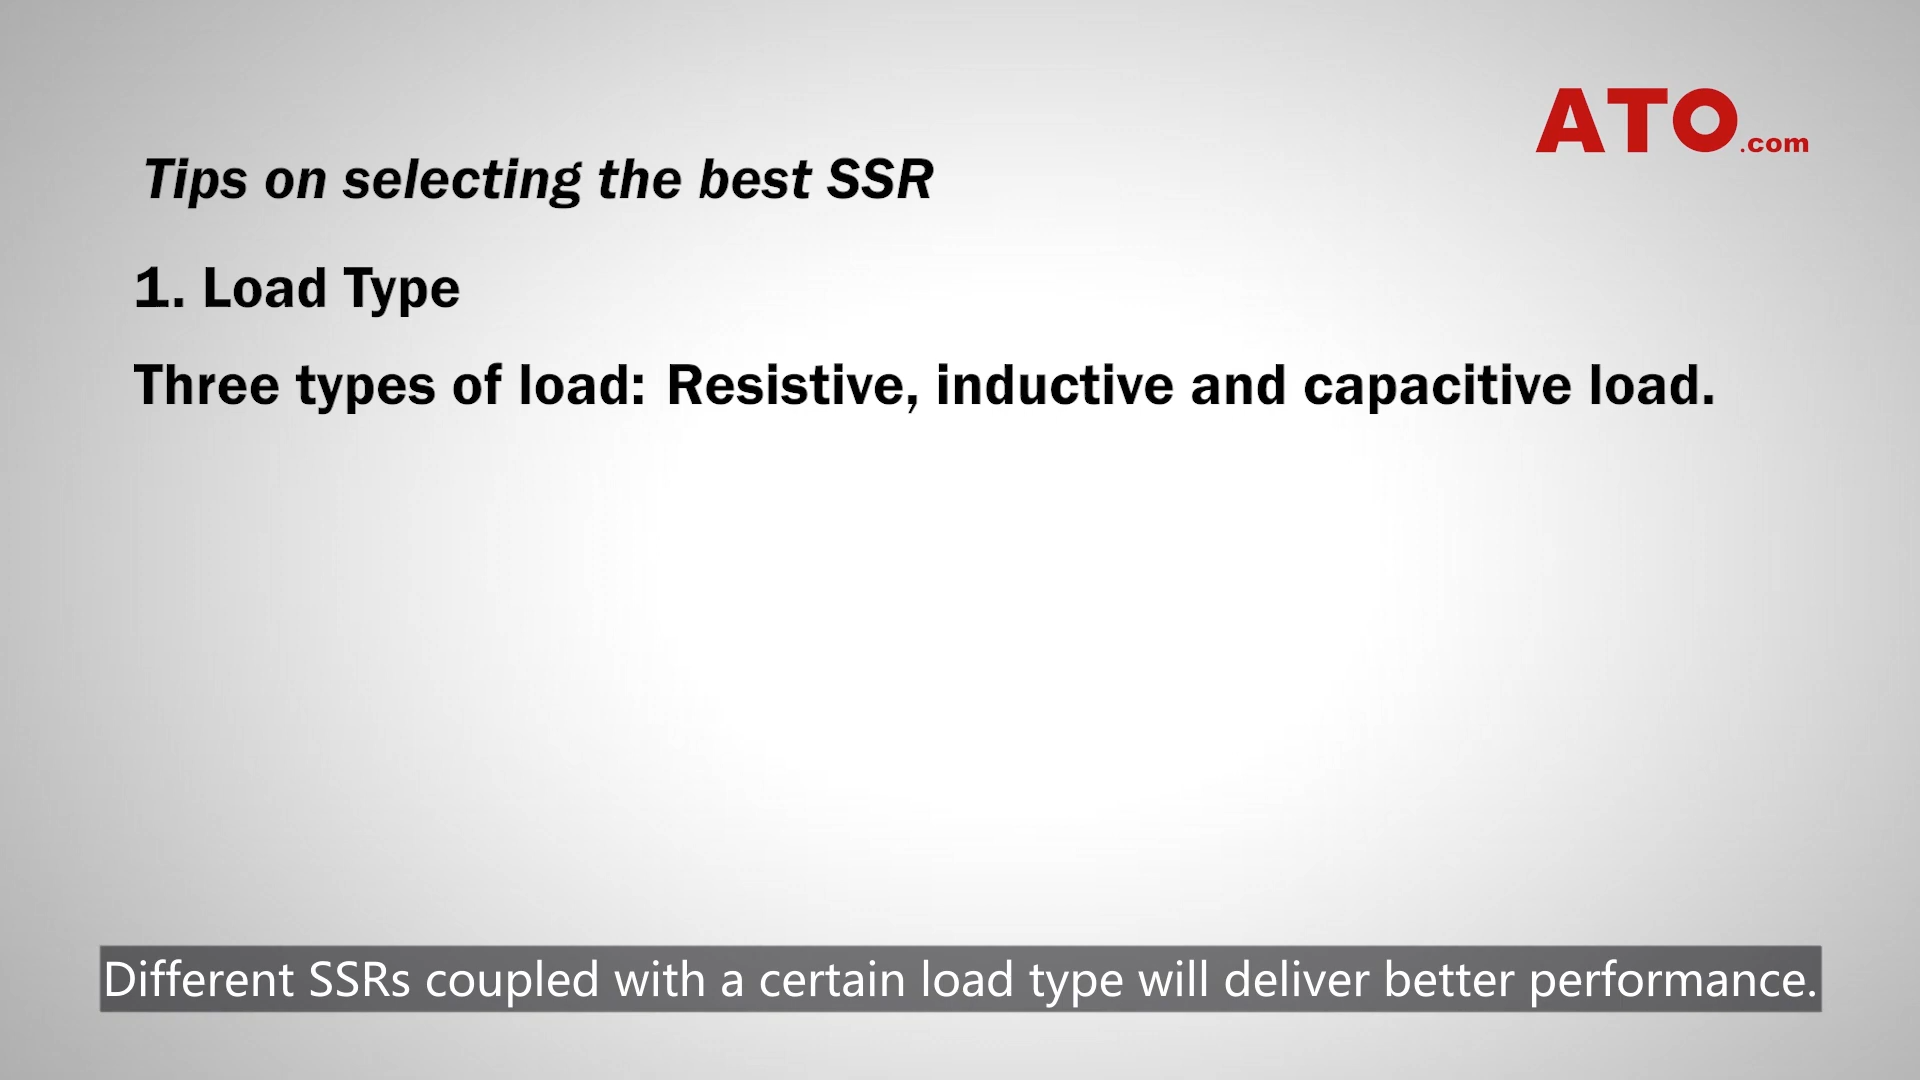 ATO.com
Tips on selecting the best SSR
1. Load Type
Three types of load: Resistive, inductive and capacitive load.
Different SSRs coupled with a certain load type will deliver better performance.